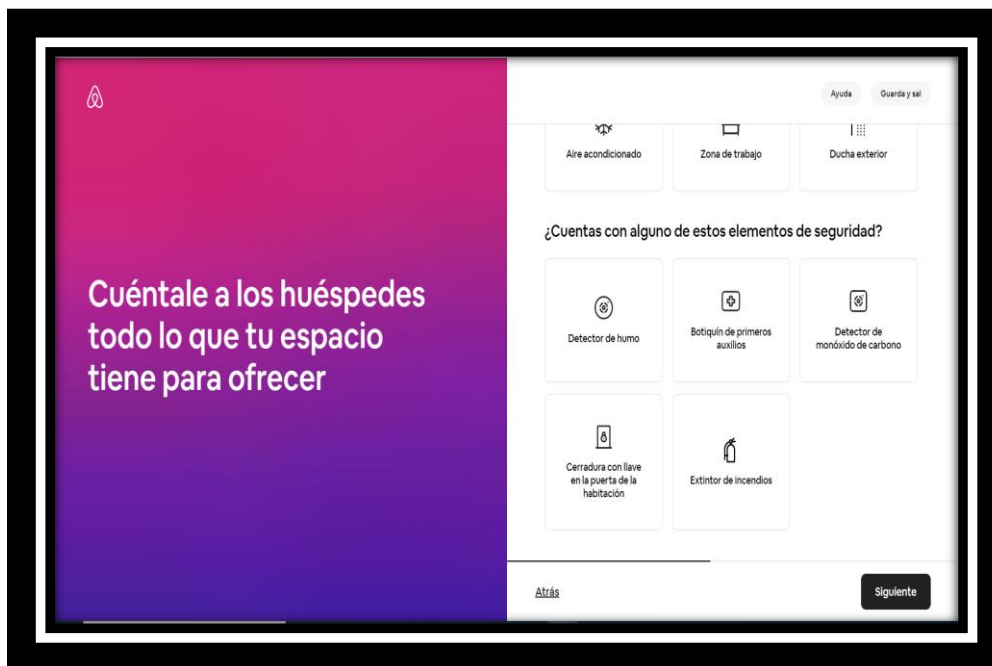 Ayuda
Guarda y sal
Aire acondicionado
Zona de trabajo
Ducha exterior
¿Cuentas con alguno de estos elementos de seguridad?
Cuéntale a los huéspedes
todo lo que tu espacio
tiene para ofrecer
Detector de humo
Botiquín de primeros
auxilios
Detector de
monóxido de carbono
Cerradura con llave
en la puerta de la
habitación
Extintor de incendios
Atrás
Siguiente